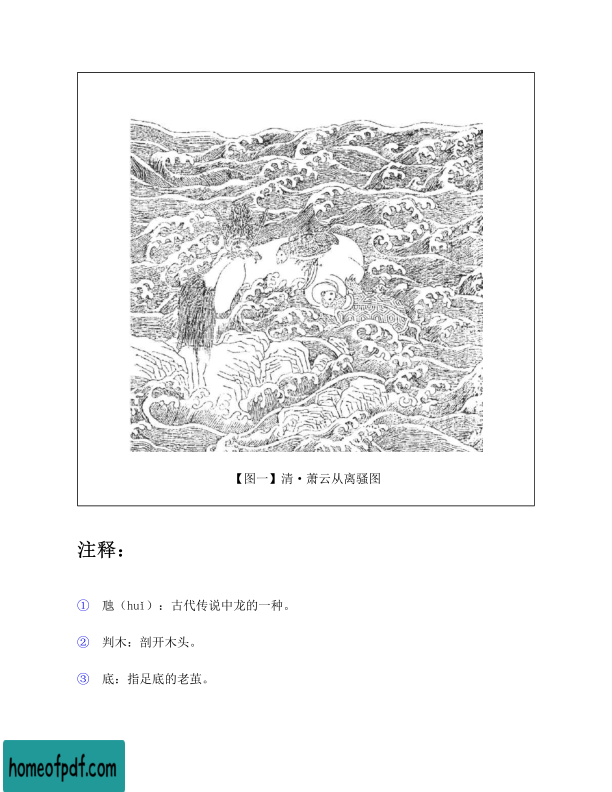 【图一】清·萧云从离骚图
注释：
① 虺（huǐ）：古代传说中龙的一种。
② 判木：剖开木头。
③ 底：指足底的老茧。
homeofpdf.com